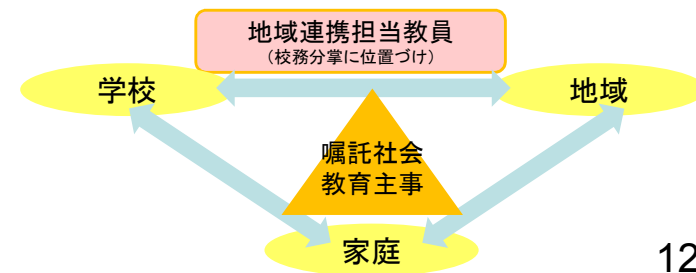 地域連携担当教員
（校務分掌に位置づけ）
学校
地域
嘱託社会
教育主事
家庭
12